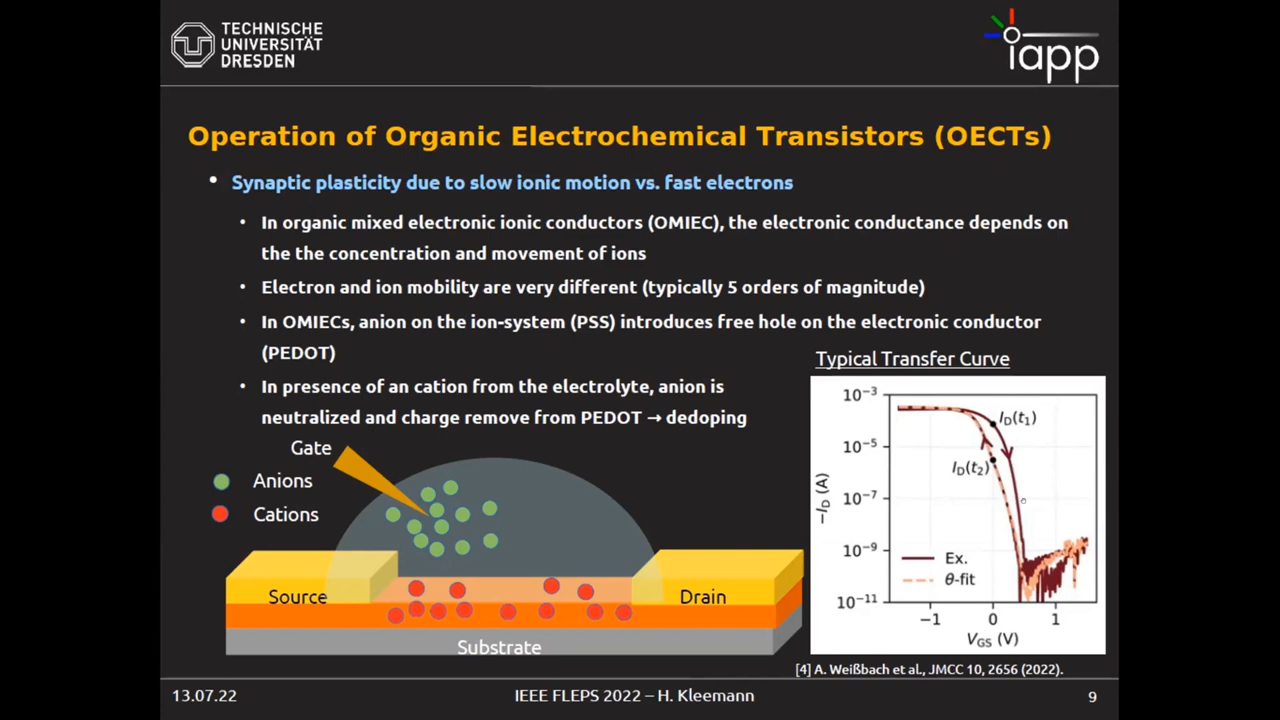 TECHNISCHE
UNIVERSITÄT
DRESDEN
iapp
Operation of Organic Electrochemical Transistors (OECTs)
• Synaptic plasticity due to slow ionic motion vs. fast electrons
• In organic mixed electronic ionic conductors (OMIEC), the electronic conductance depends on
the the concentration and movement of ions
• Electron and ion mobility are very different (typically 5 orders of magnitude)
• In OMIECs, anion on the ion-system (PSS) introduces free hole on the electronic conductor
(PEDOT)
• In presence of an cation from the electrolyte, anion is
neutralized and charge remove from PEDOT → dedoping
Gate
Anions
Cations
Source
Drain
Substrate
Typical Transfer Curve
10⁻³
10⁻⁵
10⁻⁷
10⁻⁹
10⁻¹¹
−I_D (A)
I_D(t₁)
I_D(t₂)
Ex.
θ-fit
−1 0 1
V_GS (V)
[4] A. Weißbach et al., JMCC 10, 2656 (2022).
13.07.22
IEEE FLEPS 2022 – H. Kleemann
9